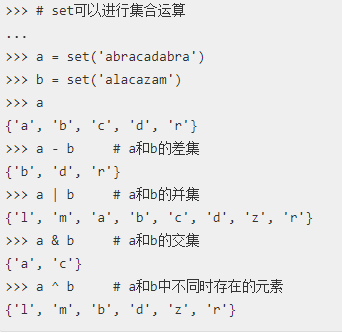 >>> # set可以进行集合运算
...
>>> a = set('abracadabra')
>>> b = set('alacazam')
>>> a
{'a', 'b', 'c', 'd', 'r'}
>>> a - b # a和b的差集
{'b', 'd', 'r'}
>>> a | b # a和b的并集
{'l', 'm', 'a', 'b', 'c', 'd', 'z', 'r'}
>>> a & b # a和b的交集
{'a', 'c'}
>>> a ^ b # a和b中不同时存在的元素
{'l', 'm', 'b', 'd', 'z', 'r'}